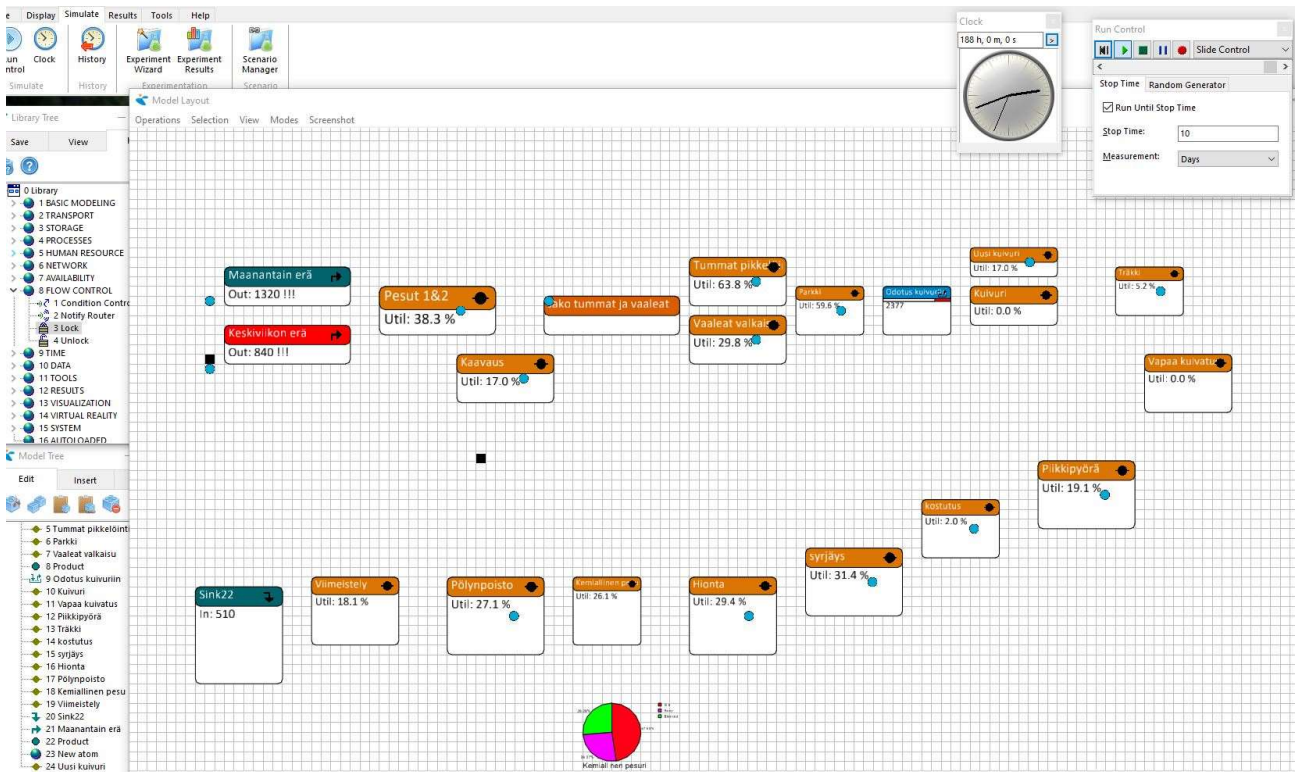 Display Simulate Results Tools Help
Clock
History
Experiment Wizard
Experiment Results
Scenario Manager
Simulate
History
Experimentation
Scenario
Clock
188 h, 0 m, 0 s
Run Control
Slide Control
Stop Time
Random Generator
Run Until Stop Time
Stop Time:
10
Measurement:
Days
Model Layout
Operations Selection View Modes Screenshot
Library Tree
Save
View
0 Library
1 BASIC MODELING
2 TRANSPORT
3 STORAGE
4 PROCESSES
5 HUMAN RESOURCE
6 NETWORK
7 AVAILABILITY
8 FLOW CONTROL
1 Condition Contro
2 Notify Router
3 Lock
4 Unlock
9 TIME
10 DATA
11 TOOLS
12 RESULTS
13 VISUALIZATION
14 VIRTUAL REALITY
15 SYSTEM
16 AUTOLOADED
Model Tree
Edit
Insert
5 Tummat pikkelöinti
6 Parkki
7 Vaaleat valkaisu
8 Product
9 Odotus kuivuriin
10 Kuivuri
11 Vapaa kuivatus
12 Piikkipyörä
13 Träkki
14 kostutus
15 syrjäys
16 Hionta
17 Pölynpoisto
18 Kemiallinen pesu
19 Viimeistely
20 Sink22
21 Maanantain erä
22 Product
23 New atom
24 Uusi kuivuri
Maanantain erä
Out: 1320 !!!
Keskiviikon erä
Out: 840 !!!
Pesut 1&2
Util: 38.3 %
Kaavaus
Util: 17.0 %
ako tummat ja vaaleat
Tummat pikke
Util: 63.8 %
Vaaleat valkais
Util: 29.8 %
Parkki
Util: 59.6 %
Odotus kuivuri
2377
Uusi kuivuri
Util: 17.0 %
Kuivuri
Util: 0.0 %
Träkki
Util: 5.2 %
Vapaa kuivatu
Util: 0.0 %
Piikkipyörä
Util: 19.1 %
kostutus
Util: 2.0 %
syrjäys
Util: 31.4 %
Hionta
Util: 29.4 %
Kemiallinen pe
Util: 26.1 %
Pölynpoisto
Util: 27.1 %
Viimeistely
Util: 18.1 %
Sink22
In: 510
Kemiallinen pesuri